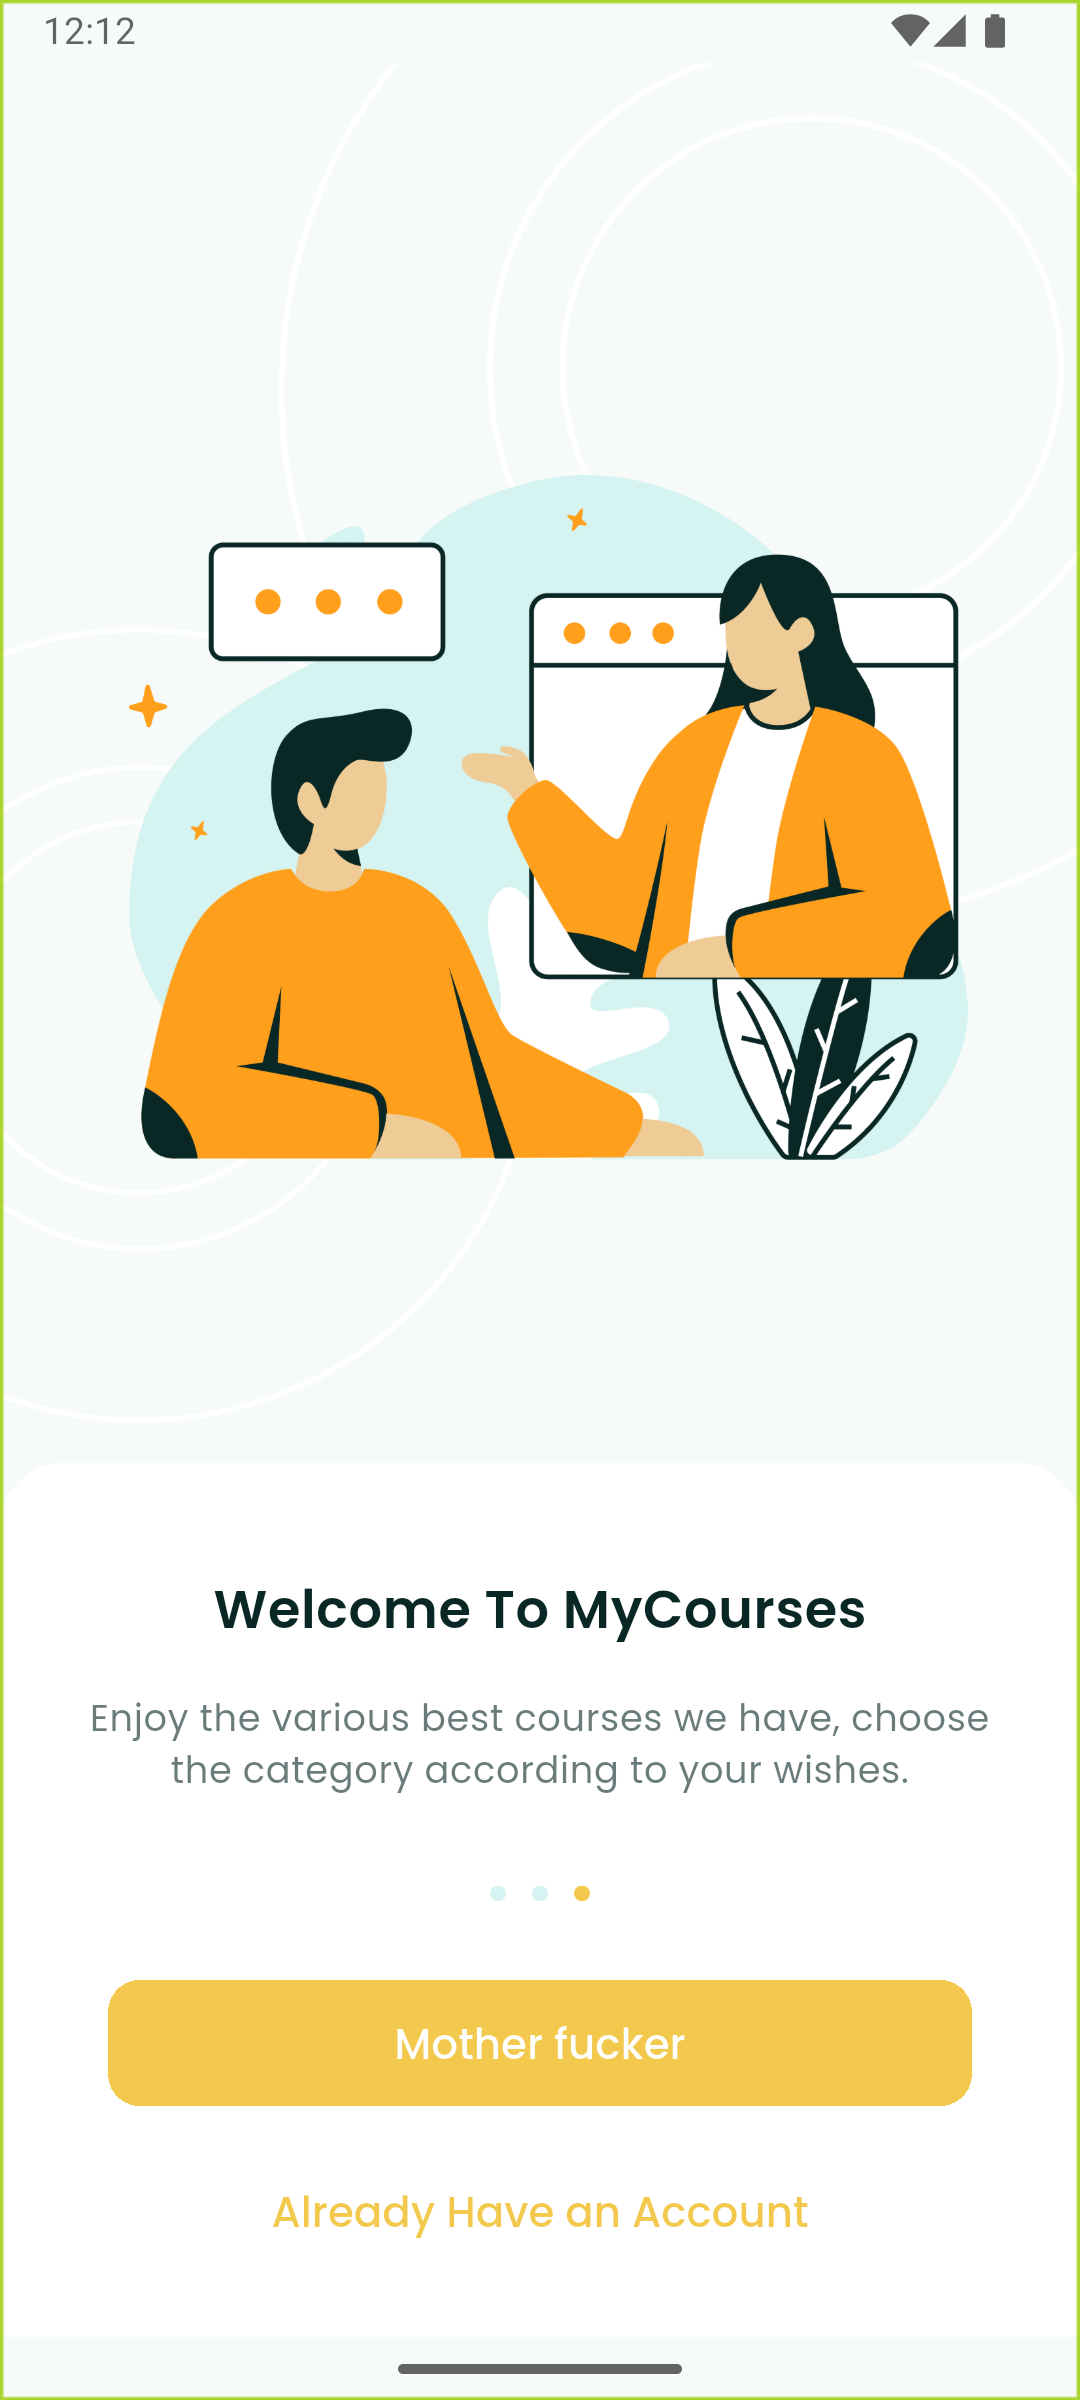 12:12
Welcome To MyCourses
Enjoy the various best courses we have, choose
the category according to your wishes.
Mother fucker
Already Have an Account